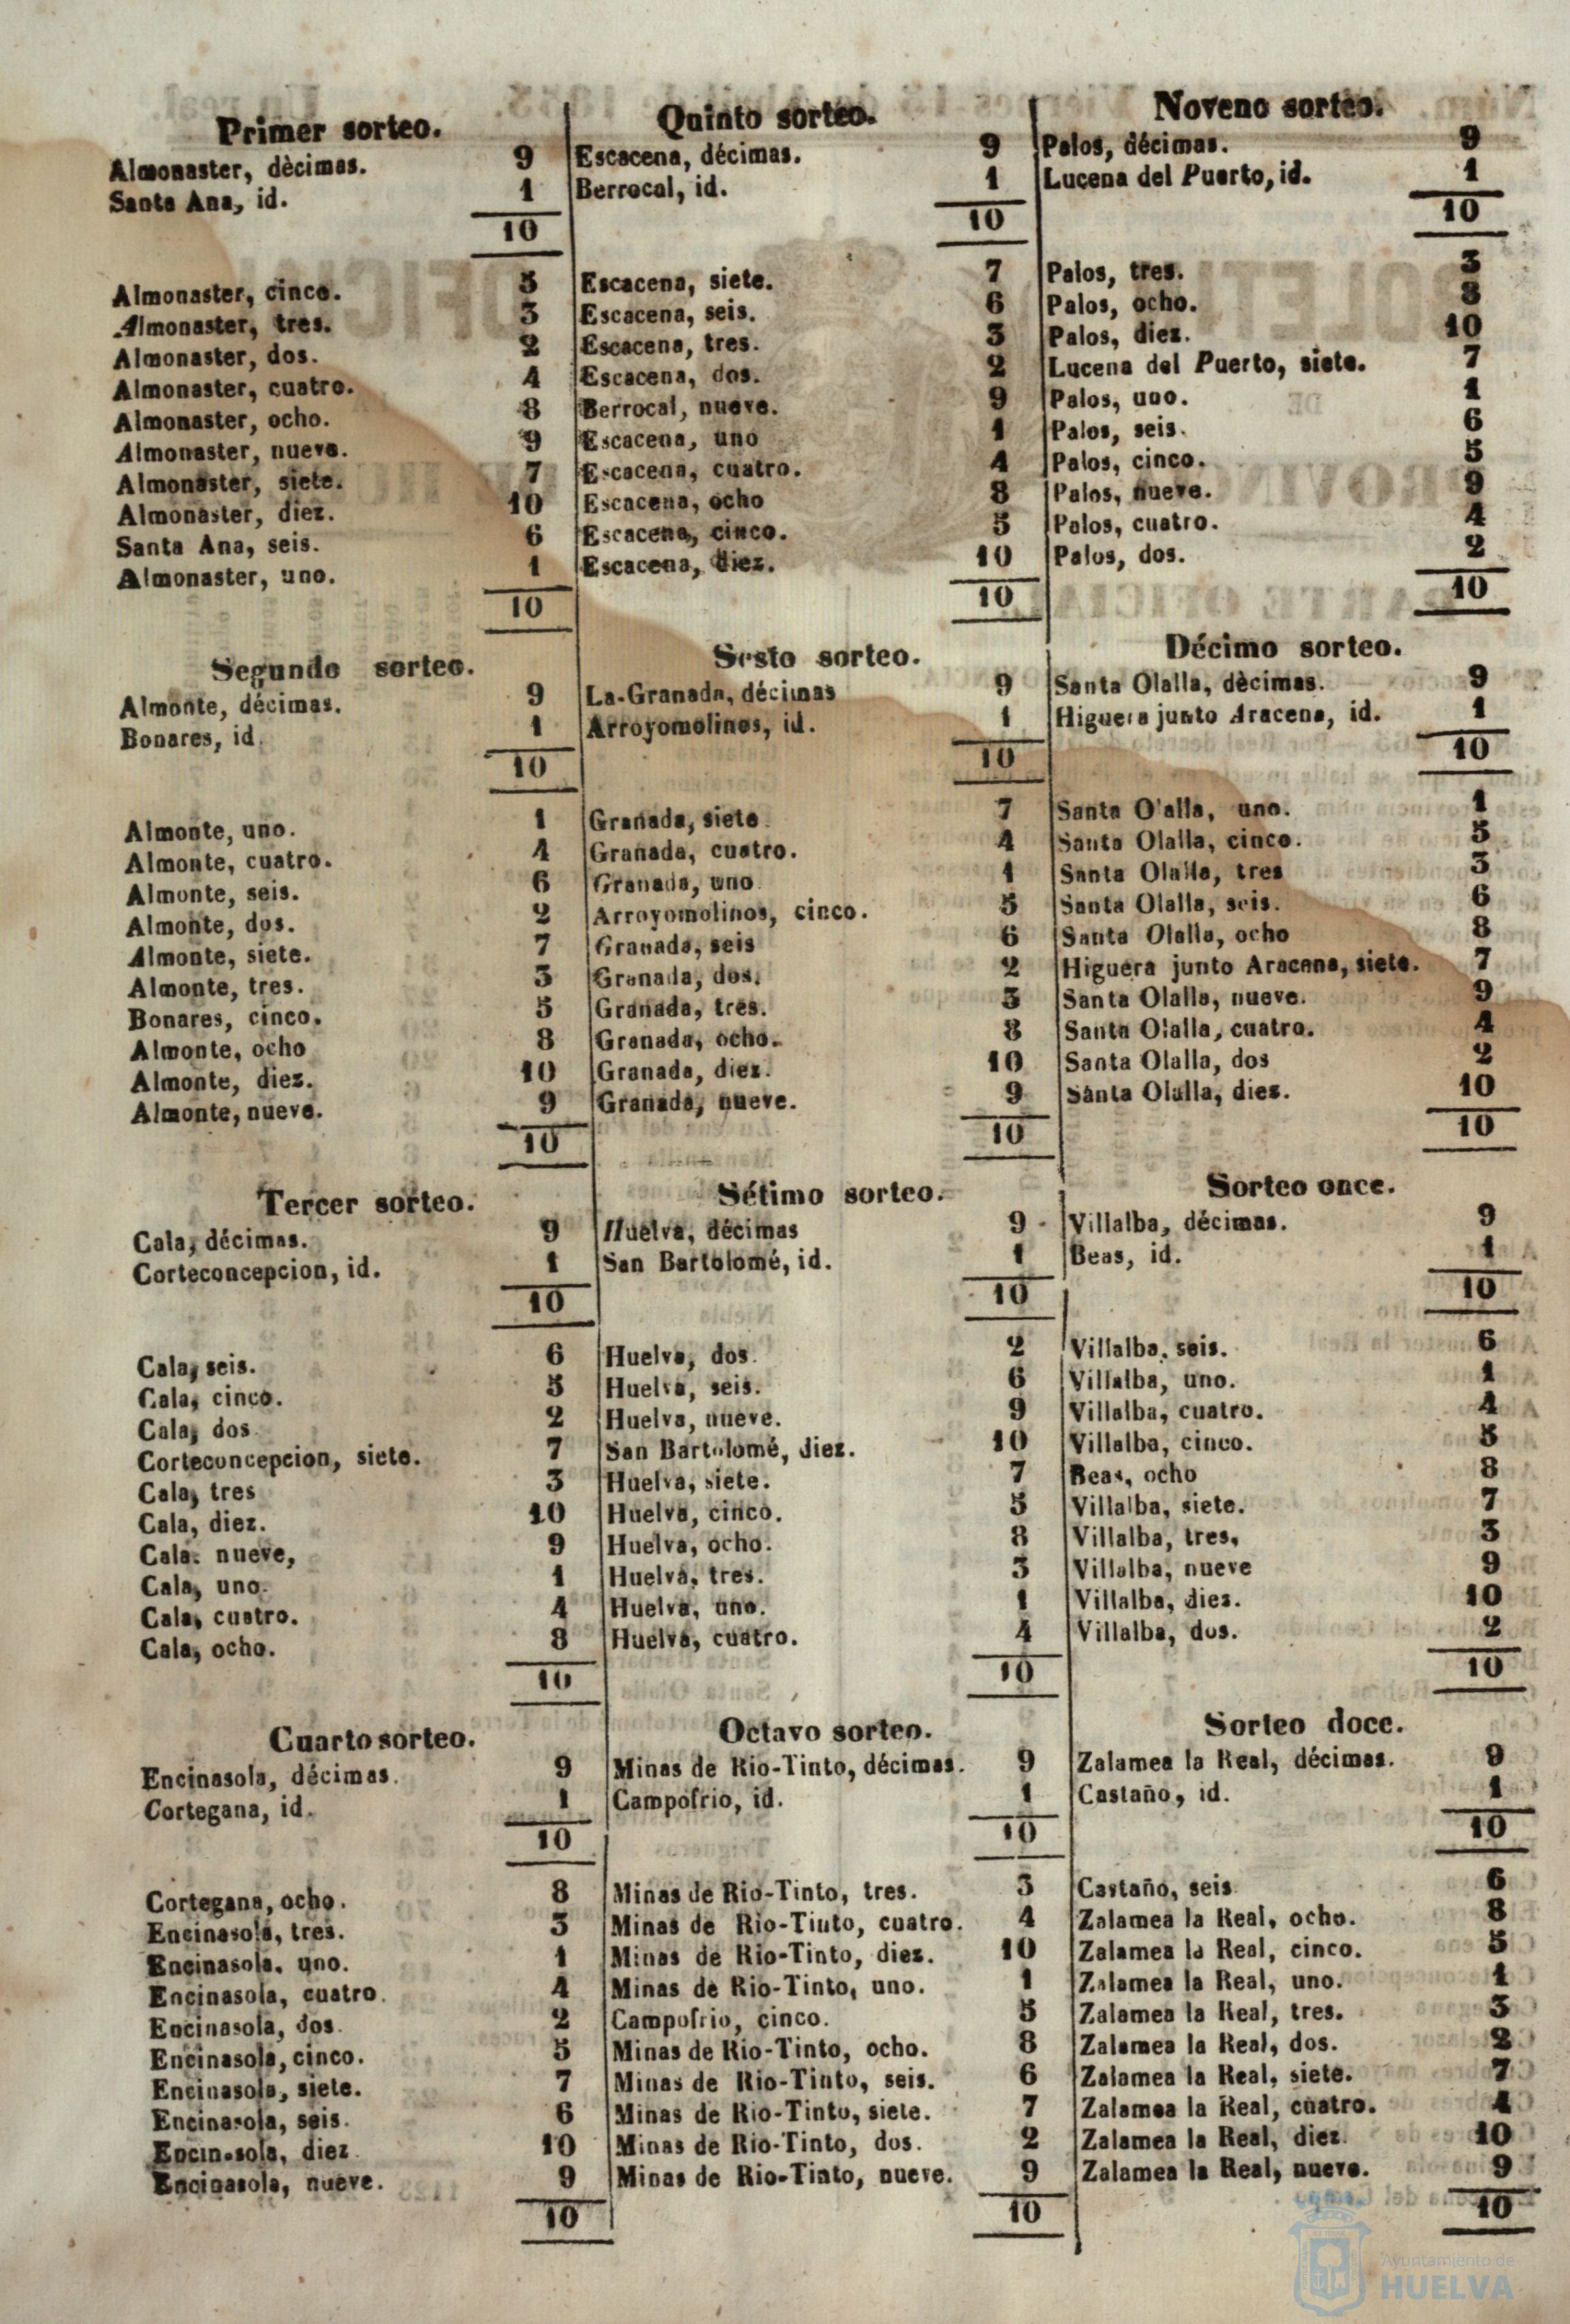 Primer sorteo.
Almonaster, dècimas. 9
Santa Ana, id. 1
10
Almonaster, cinco. 5
Almonaster, tres. 3
Almonaster, dos. 2
Almonaster, cuatro. 4
Almonaster, ocho. 8
Almonaster, nueve. 9
Almonaster, siete. 7
Almonaster, diez. 10
Santa Ana, seis. 6
Almonaster, uno. 1
10
Segundo sorteo.
Almonte, décimas. 9
Bonares, id. 1
10
Almonte, uno. 1
Almonte, cuatro. 4
Almonte, seis. 6
Almonte, dos. 2
Almonte, siete. 7
Almonte, tres. 3
Bonares, cinco. 5
Almonte, ocho 8
Almonte, diez. 10
Almonte, nueve. 9
10
Tercer sorteo.
Cala, décimas. 9
Corteconcepcion, id. 1
10
Cala, seis. 6
Cala, cinco. 5
Cala, dos 2
Corteconcepcion, siete. 7
Cala, tres 3
Cala, diez. 10
Cala. nueve, 9
Cala, uno. 1
Cala, cuatro. 4
Cala, ocho. 8
10
Cuarto sorteo.
Encinasola, décimas. 9
Cortegana, id. 1
10
Cortegana, ocho. 8
Encinasola, tres. 3
Encinasola. uno. 1
Encinasola, cuatro. 4
Encinasola, dos. 2
Encinasola, cinco. 5
Encinasola, siete. 7
Encinasola, seis. 6
Encinasola, diez 10
Encinasola, nueve. 9
10
Quinto sorteo.
Escacena, décimas. 9
Berrocal, id. 1
10
Escacena, siete. 7
Escacena, seis. 6
Escacena, tres. 3
Escacena, dos. 2
Berrocal, nueve. 9
Escacena, uno 1
Escacena, cuatro. 4
Escacena, ocho 8
Escacena, cinco. 5
Escacena, diez. 10
10
Sesto sorteo.
La-Granada, décimas 9
Arroyomolinos, id. 1
10
Granada, siete. 7
Granada, cuatro. 4
Granada, uno 1
Arroyomolinos, cinco. 5
Granada, seis 6
Granada, dos. 2
Granada, tres. 3
Granada, ocho. 8
Granada, diez. 10
Granada, nueve. 9
10
Sétimo sorteo.
Huelva, décimas 9
San Bartolomé, id. 1
10
Huelva, dos. 2
Huelva, seis. 6
Huelva, nueve. 9
San Bartolomé, diez. 10
Huelva, siete. 7
Huelva, cinco. 5
Huelva, ocho. 8
Huelva, tres. 3
Huelva, uno. 1
Huelva, cuatro. 4
10
Octavo sorteo.
Minas de Rio-Tinto, décimas. 9
Campofrio, id. 1
10
Minas de Rio-Tinto, tres. 3
Minas de Rio-Tinto, cuatro. 4
Minas de Rio-Tinto, diez. 10
Minas de Rio-Tinto, uno. 1
Campofrio, cinco. 5
Minas de Rio-Tinto, ocho. 8
Minas de Rio-Tinto, seis. 6
Minas de Rio-Tinto, siete. 7
Minas de Rio-Tinto, dos. 2
Minas de Rio-Tinto, nueve. 9
10
Noveno sorteo.
Palos, décimas. 9
Lucena del Puerto, id. 1
10
Palos, tres. 3
Palos, ocho. 8
Palos, diez. 10
Lucena del Puerto, siete. 7
Palos, uno. 1
Palos, seis. 6
Palos, cinco. 5
Palos, nueve. 9
Palos, cuatro. 4
Palos, dos. 2
10
Décimo sorteo.
Santa Olalla, dècimas. 9
Higuera junto Aracena, id. 1
10
Santa O'alla, uno. 1
Santa Olalla, cinco. 5
Santa Olalla, tres 3
Santa Olalla, seis. 6
Santa Olalla, ocho 8
Higuera junto Aracena, siete. 7
Santa Olalla, nueve. 9
Santa Olalla, cuatro. 4
Santa Olalla, dos 2
Santa Olalla, diez. 10
10
Sorteo once.
Villalba, décimas. 9
Beas, id. 1
10
Villalba. seis. 6
Villalba, uno. 1
Villalba, cuatro. 4
Villalba, cinco. 5
Beas, ocho 8
Villalba, siete. 7
Villalba, tres, 3
Villalba, nueve 9
Villalba, diez. 10
Villalba, dos. 2
10
Sorteo doce.
Zalamea la Real, décimas. 9
Castaño, id. 1
10
Castaño, seis 6
Zalamea la Real, ocho. 8
Zalamea la Real, cinco. 5
Zalamea la Real, uno. 1
Zalamea la Real, tres. 3
Zalamea la Real, dos. 2
Zalamea la Real, siete. 7
Zalamea la Real, cuatro. 4
Zalamea la Real, diez. 10
Zalamea la Real, nueve. 9
10
Ayuntamiento de
HUELVA